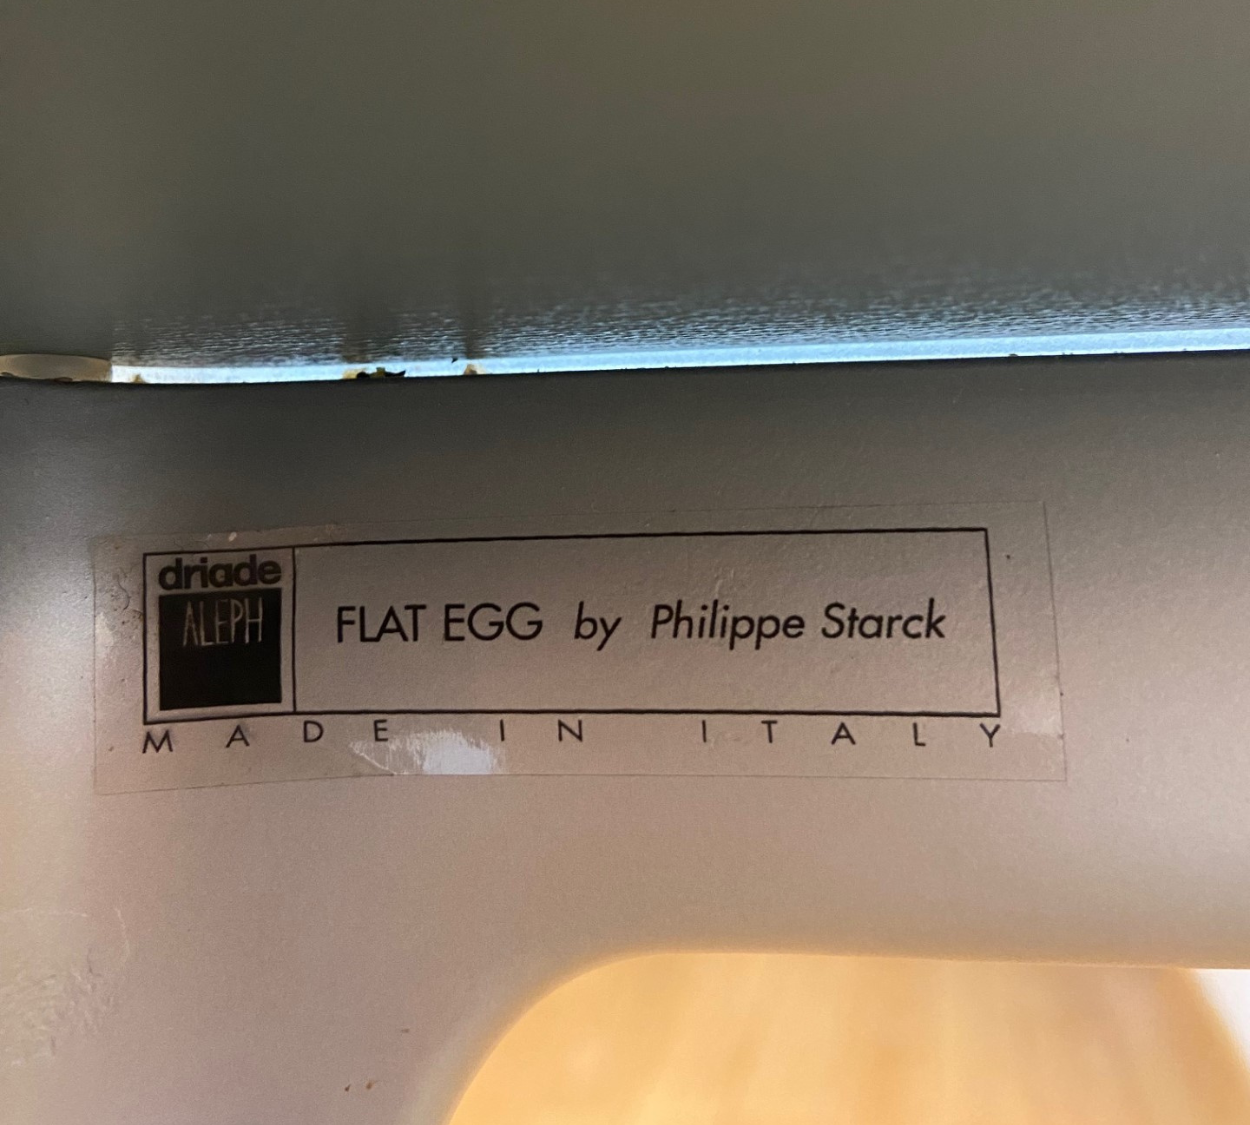 driade
ALEPH
FLAT EGG by Philippe Starck
MADE IN ITALY